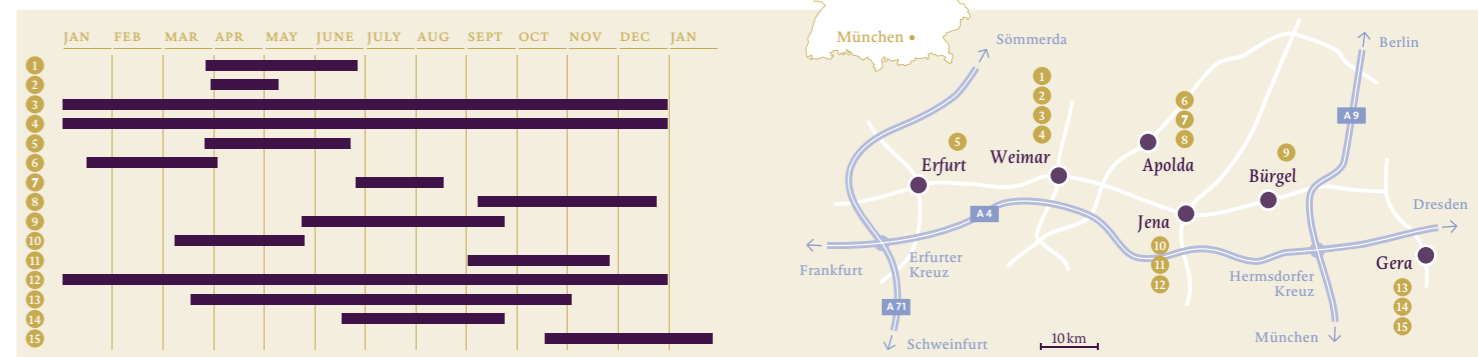 JAN FEB MAR APR MAY JUNE JULY AUG SEPT OCT NOV DEC JAN
1
2
3
4
5
6
7
8
9
10
11
12
13
14
15
München
Sömmerda
Berlin
1
2
3
4
6
7
8
A 9
5
9
Erfurt
Weimar
Apolda
Bürgel
A 4
Jena
Dresden
Frankfurt
Erfurter
Kreuz
10
11
12
Hermsdorfer
Kreuz
Gera
13
14
15
A 71
Schweinfurt
10 km
München